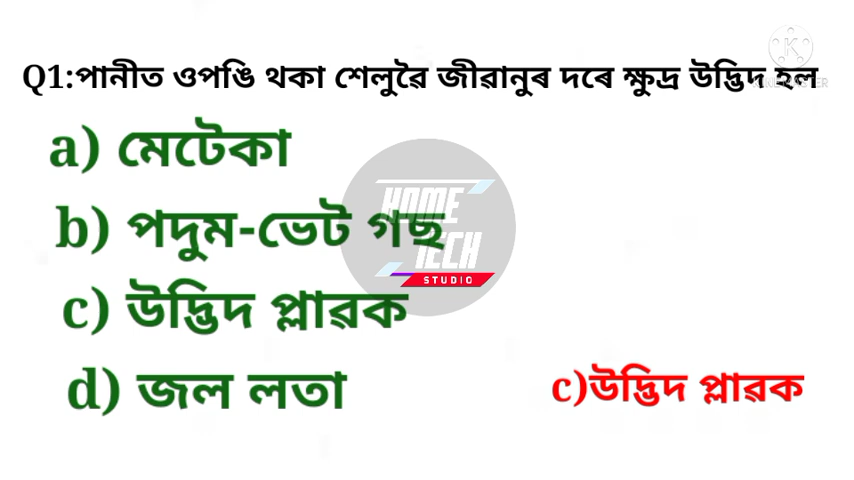 Q1:পানীত ওপঙি থকা শেলুৱৈ জীৱানুৰ দৰে ক্ষুদ্ৰ উদ্ভিদ হল
a) মেটেকা
b) পদুম-ভেট গছ
c) উদ্ভিদ প্লাৱক
d) জল লতা
c)উদ্ভিদ প্লাৱক
HOME
TECH
STUDIO